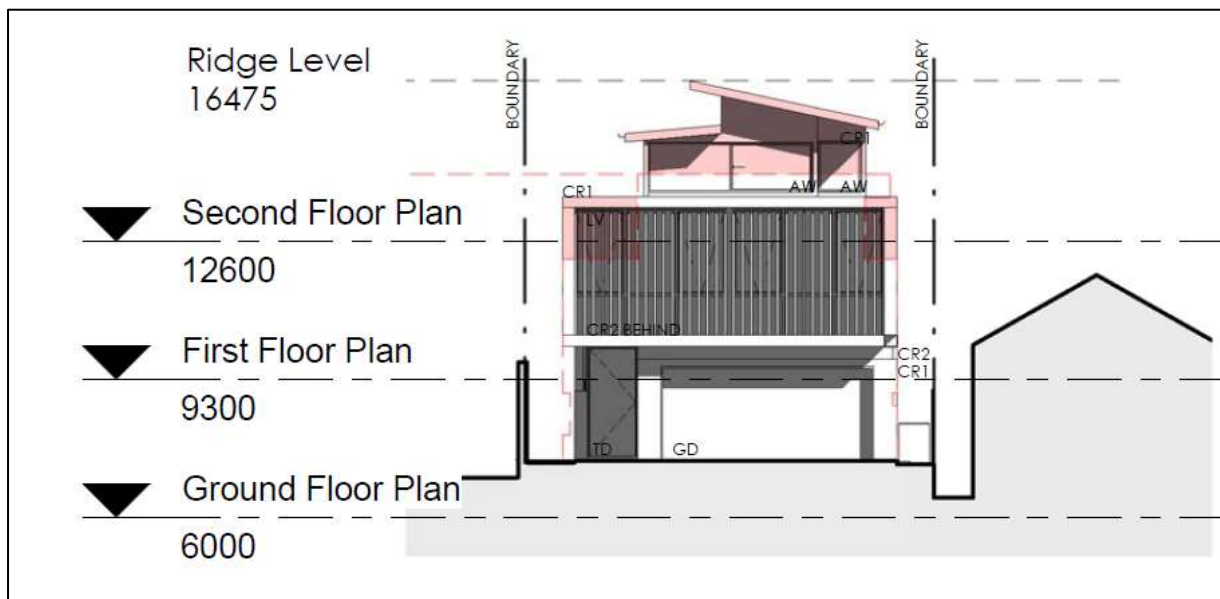 Ridge Level
16475
BOUNDARY
BOUNDARY
CR1
AW
AW
CR1
Second Floor Plan
LV
12600
CR2 BEHIND
First Floor Plan
CR2
CR1
9300
TD
GD
Ground Floor Plan
6000